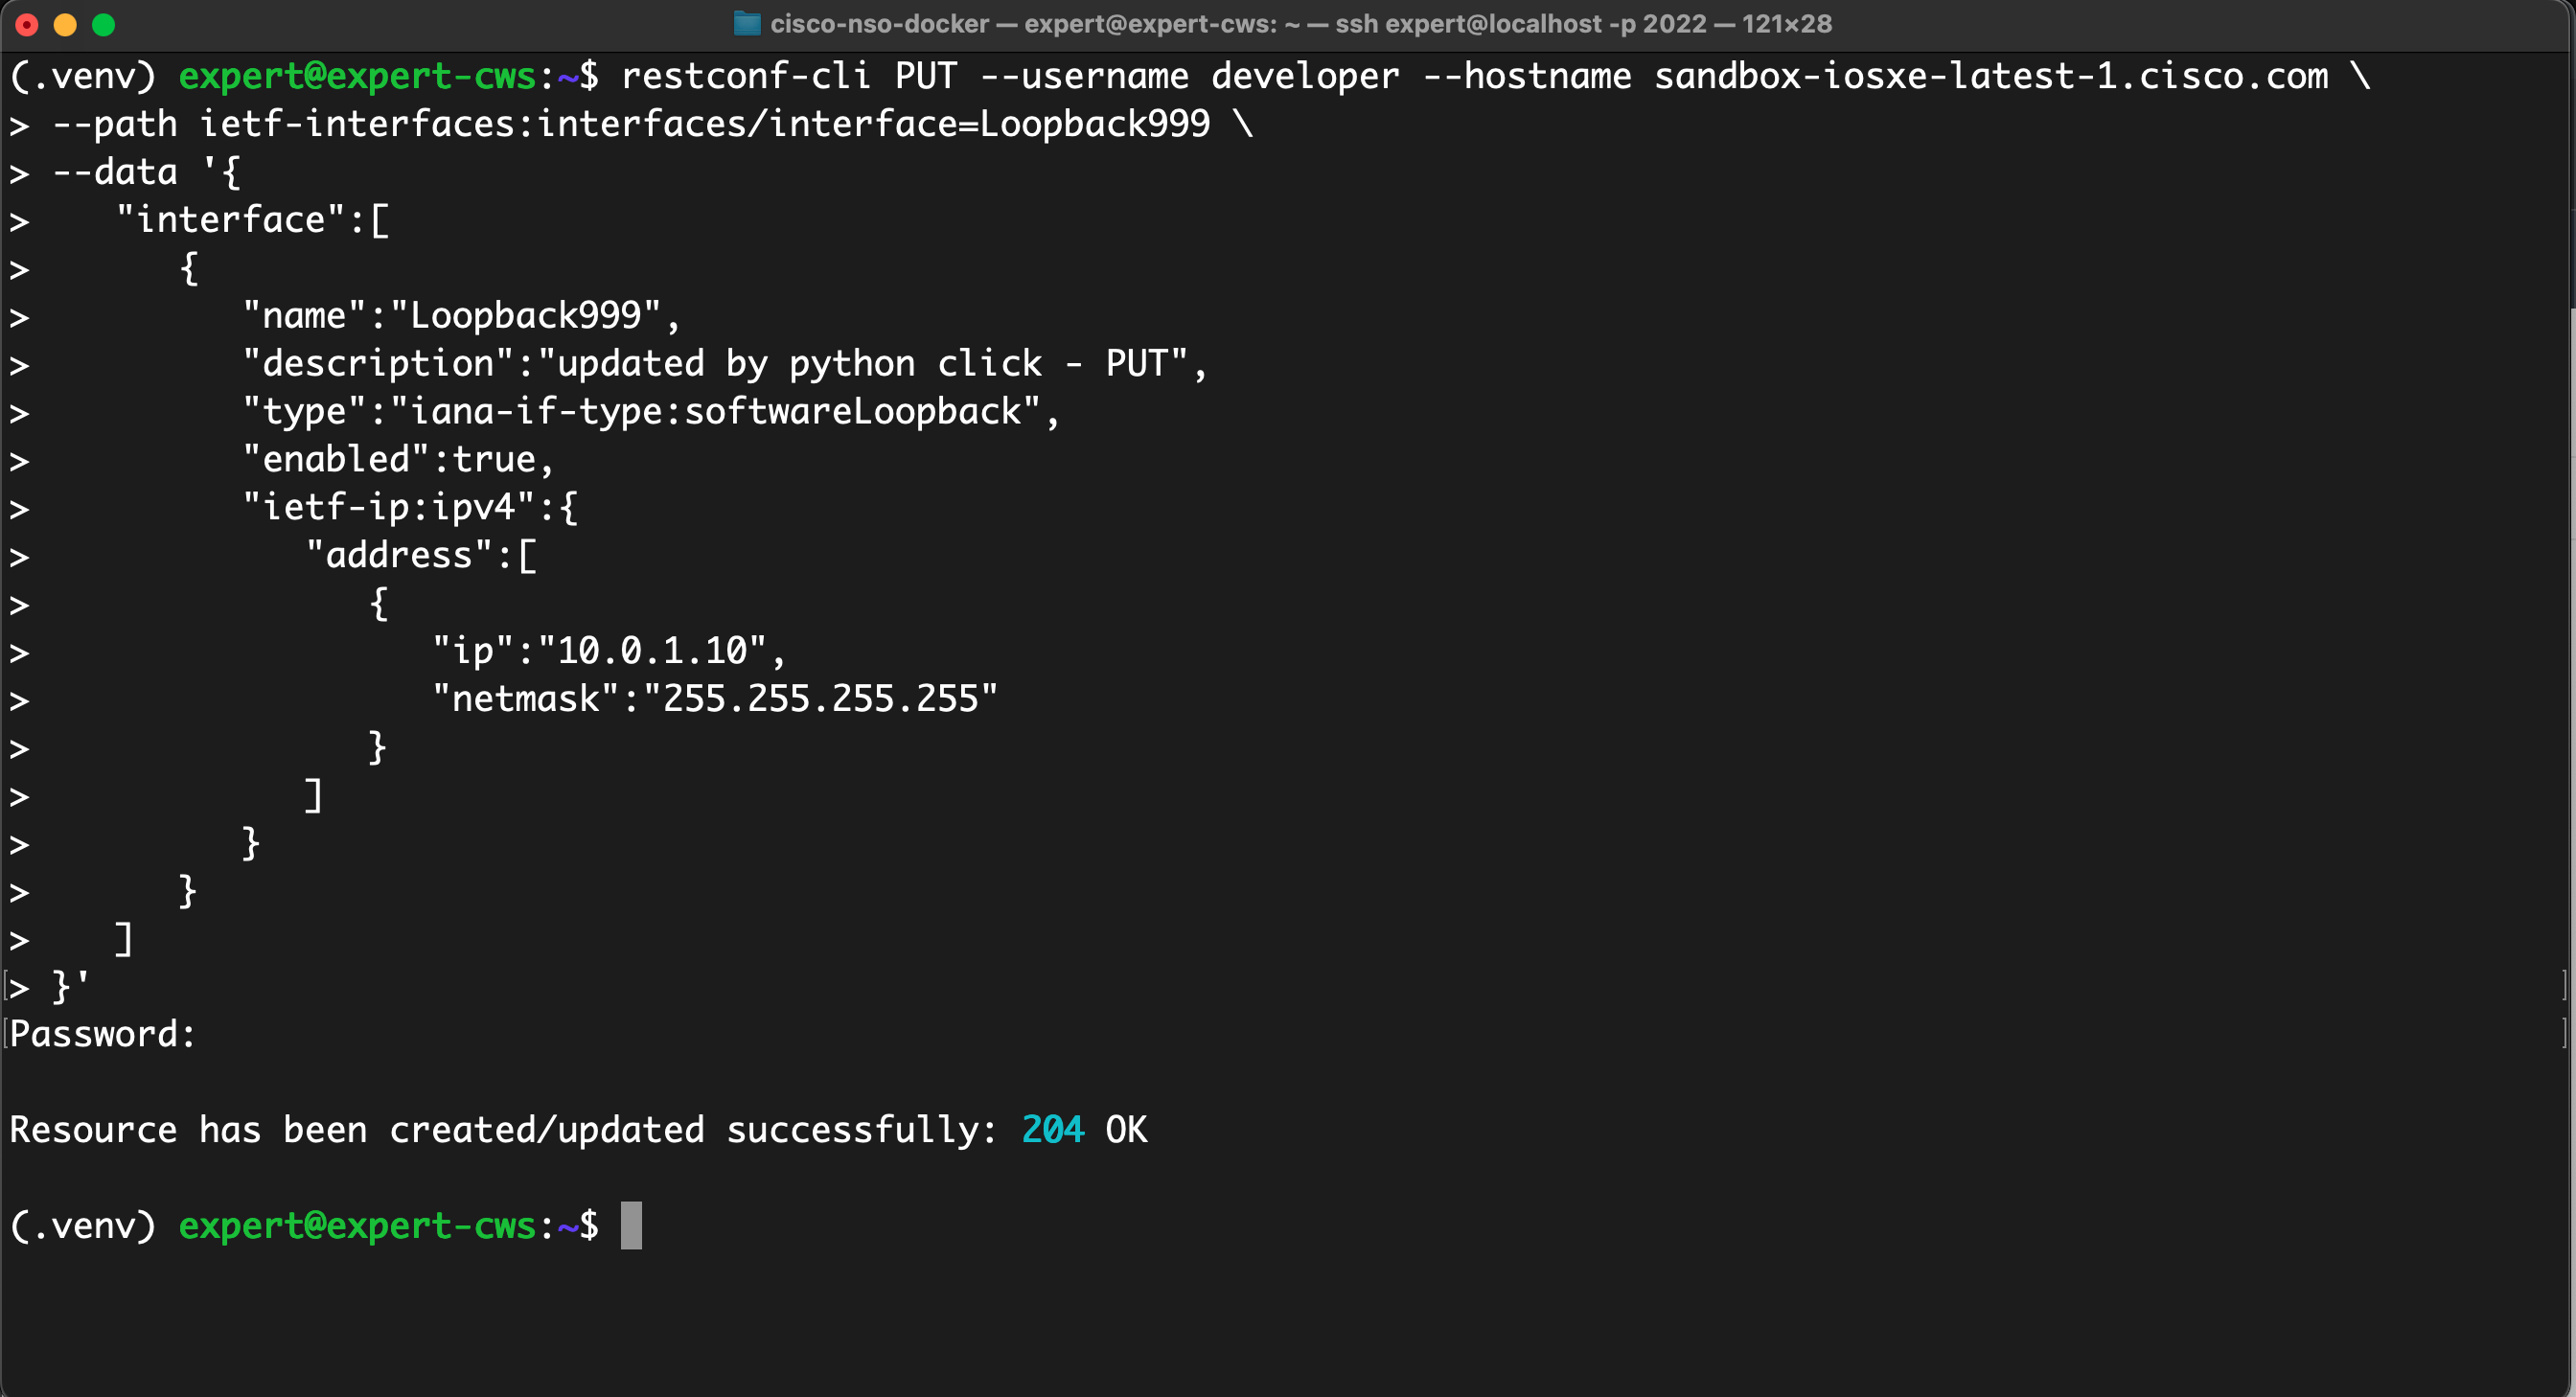 cisco-nso-docker — expert@expert-cws: ~ — ssh expert@localhost -p 2022 — 121×28
(.venv) expert@expert-cws:~$ restconf-cli PUT --username developer --hostname sandbox-iosxe-latest-1.cisco.com \
> --path ietf-interfaces:interfaces/interface=Loopback999 \
> --data '{
>    "interface":[
>       {
>          "name":"Loopback999",
>          "description":"updated by python click - PUT",
>          "type":"iana-if-type:softwareLoopback",
>          "enabled":true,
>          "ietf-ip:ipv4":{
>             "address":[
>                {
>                   "ip":"10.0.1.10",
>                   "netmask":"255.255.255.255"
>                }
>             ]
>          }
>       }
>    ]
[> }' ]
[Password: ]
Resource has been created/updated successfully: 204 OK
(.venv) expert@expert-cws:~$